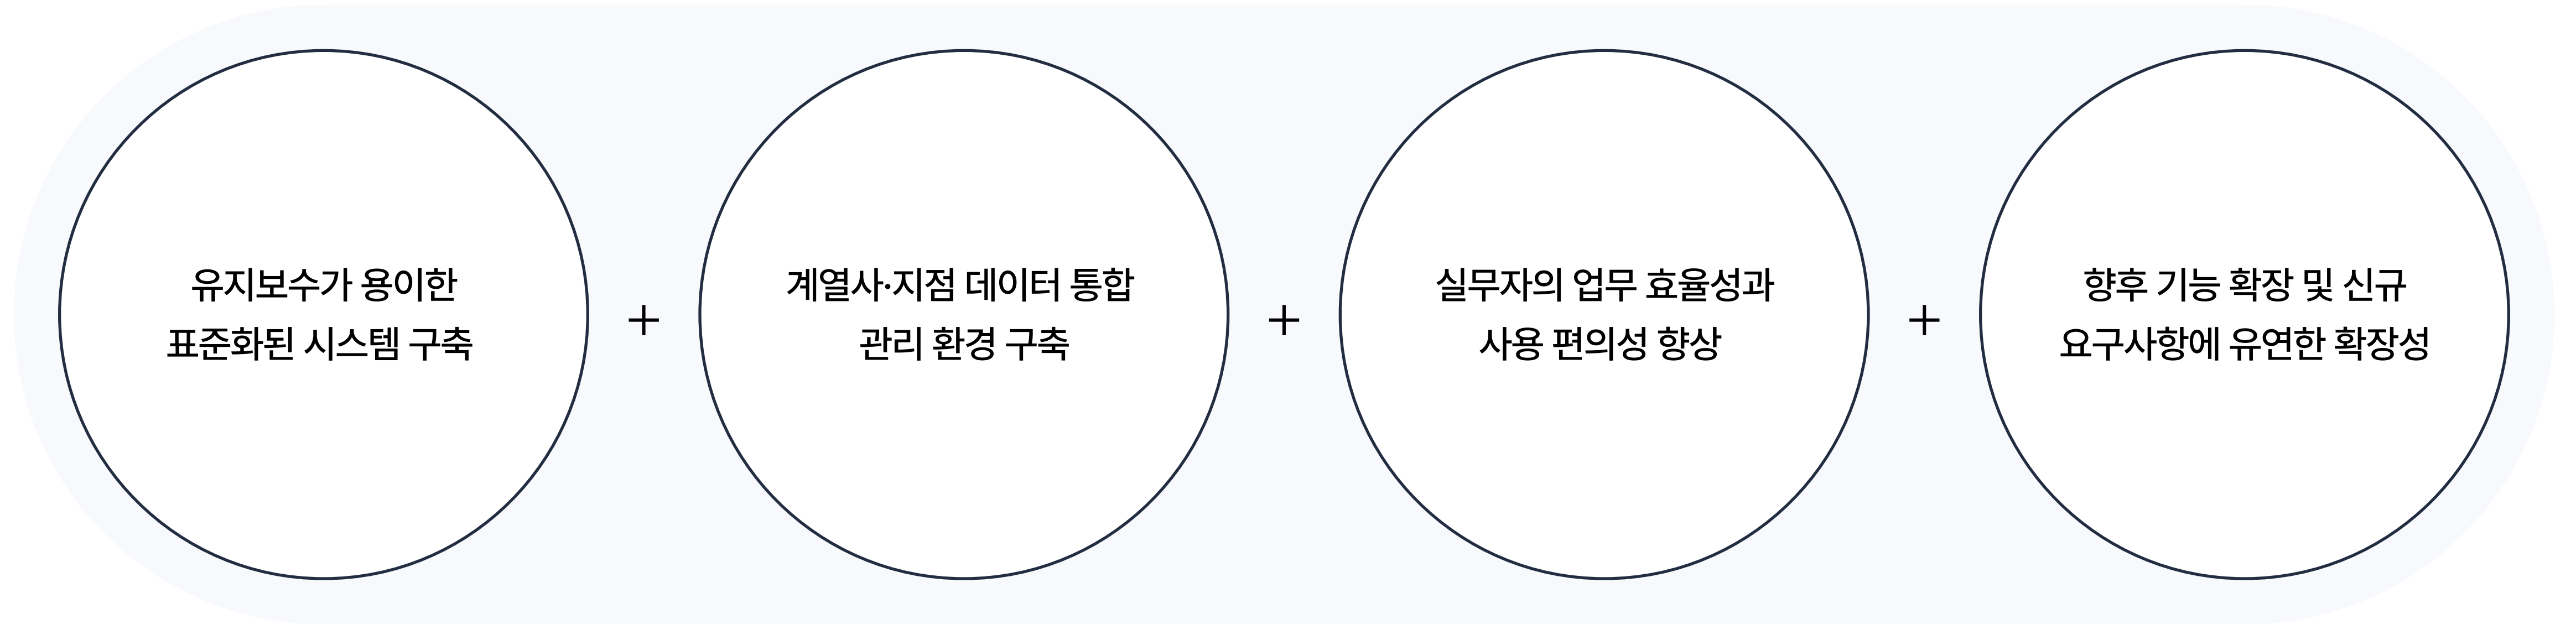 유지보수가 용이한
표준화된 시스템 구축
+
계열사·지점 데이터 통합
관리 환경 구축
+
실무자의 업무 효율성과
사용 편의성 향상
+
향후 기능 확장 및 신규
요구사항에 유연한 확장성